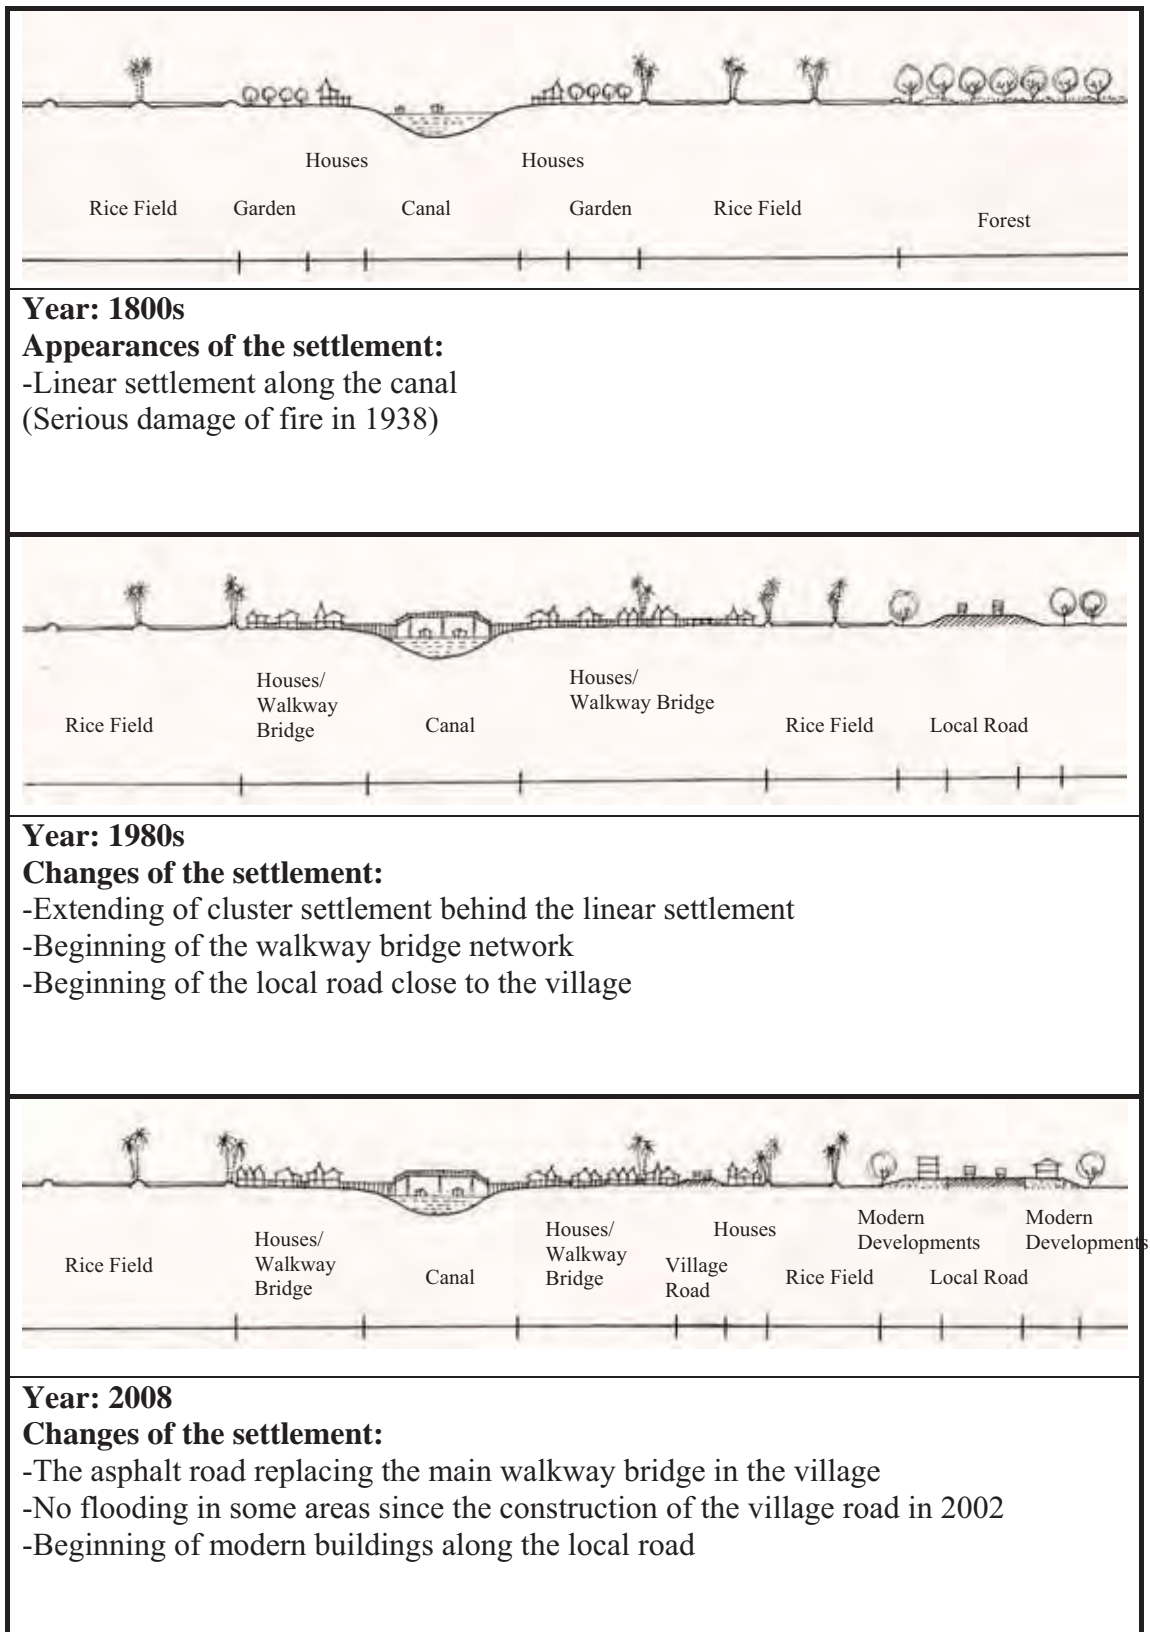 Houses
Houses
Rice Field
Garden
Canal
Garden
Rice Field
Forest
Year: 1800s
Appearances of the settlement:
-Linear settlement along the canal
(Serious damage of fire in 1938)
Houses/
Walkway
Bridge
Houses/
Walkway Bridge
Rice Field
Canal
Rice Field
Local Road
Year: 1980s
Changes of the settlement:
-Extending of cluster settlement behind the linear settlement
-Beginning of the walkway bridge network
-Beginning of the local road close to the village
Rice Field
Houses/
Walkway
Bridge
Canal
Houses/
Walkway
Bridge
Village
Road
Houses
Rice Field
Modern
Developments
Local Road
Modern
Developments
Year: 2008
Changes of the settlement:
-The asphalt road replacing the main walkway bridge in the village
-No flooding in some areas since the construction of the village road in 2002
-Beginning of modern buildings along the local road